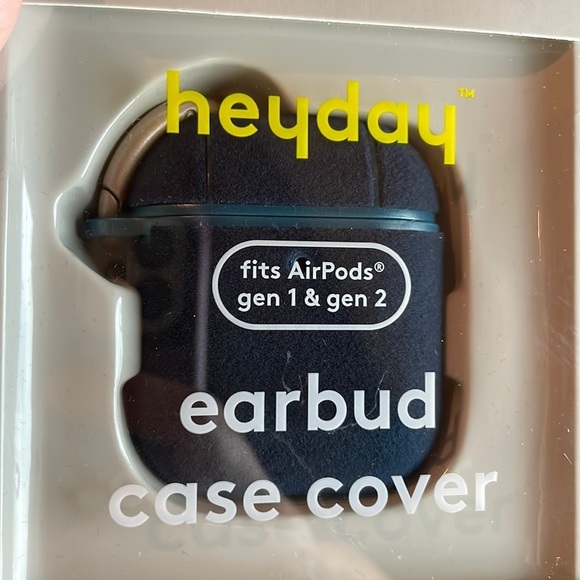 heyday™
fits AirPods®
gen 1 & gen 2
earbud
case cover